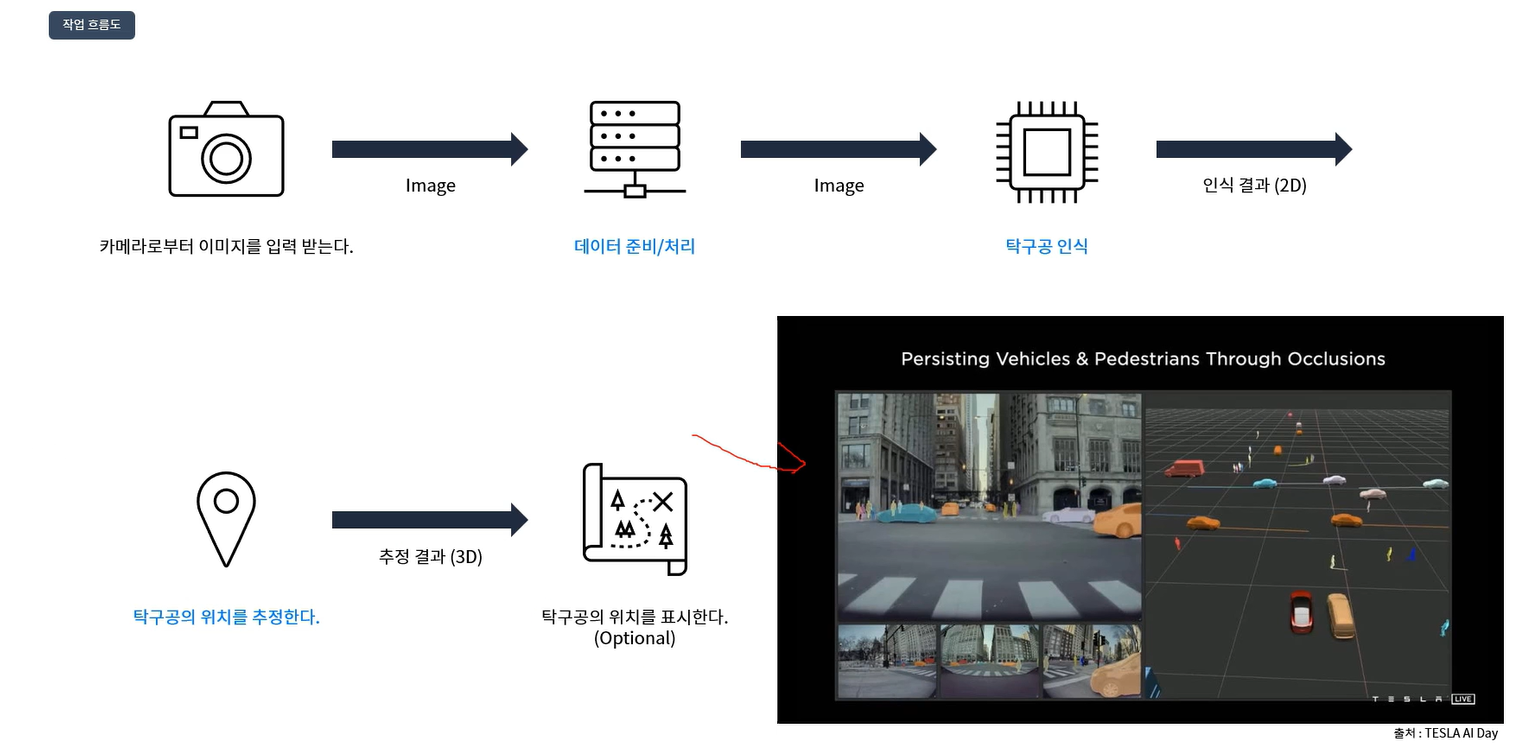 작업 흐름도
Image
Image
인식 결과 (2D)
카메라로부터 이미지를 입력 받는다.
데이터 준비/처리
탁구공 인식
Persisting Vehicles & Pedestrians Through Occlusions
추정 결과 (3D)
탁구공의 위치를 추정한다.
탁구공의 위치를 표시한다.
(Optional)
TESLA LIVE
출처 : TESLA AI Day